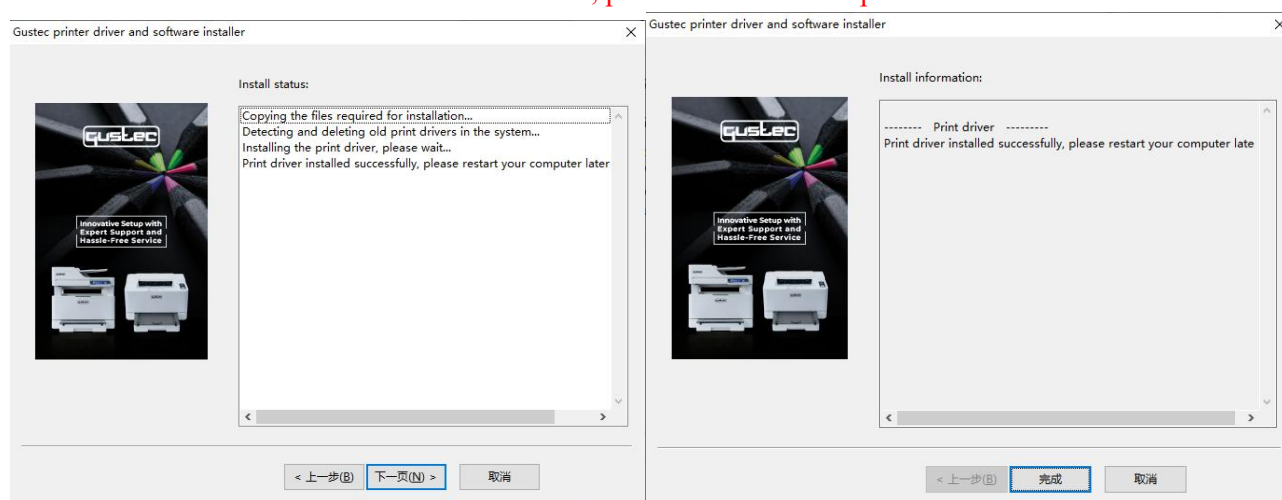 Gustec printer driver and software installer
Install status:
Copying the files required for installation...
Detecting and deleting old print drivers in the system...
Installing the print driver, please wait...
Print driver installed successfully, please restart your computer later
gustec
Innovative Setup with
Expert Support and
Hassle-Free Service
< 上一步(B)
下一页(N) >
取消
Gustec printer driver and software installer
Install information:
-------- Print driver ---------
Print driver installed successfully, please restart your computer late
gustec
Innovative Setup with
Expert Support and
Hassle-Free Service
< 上一步(B)
完成
取消